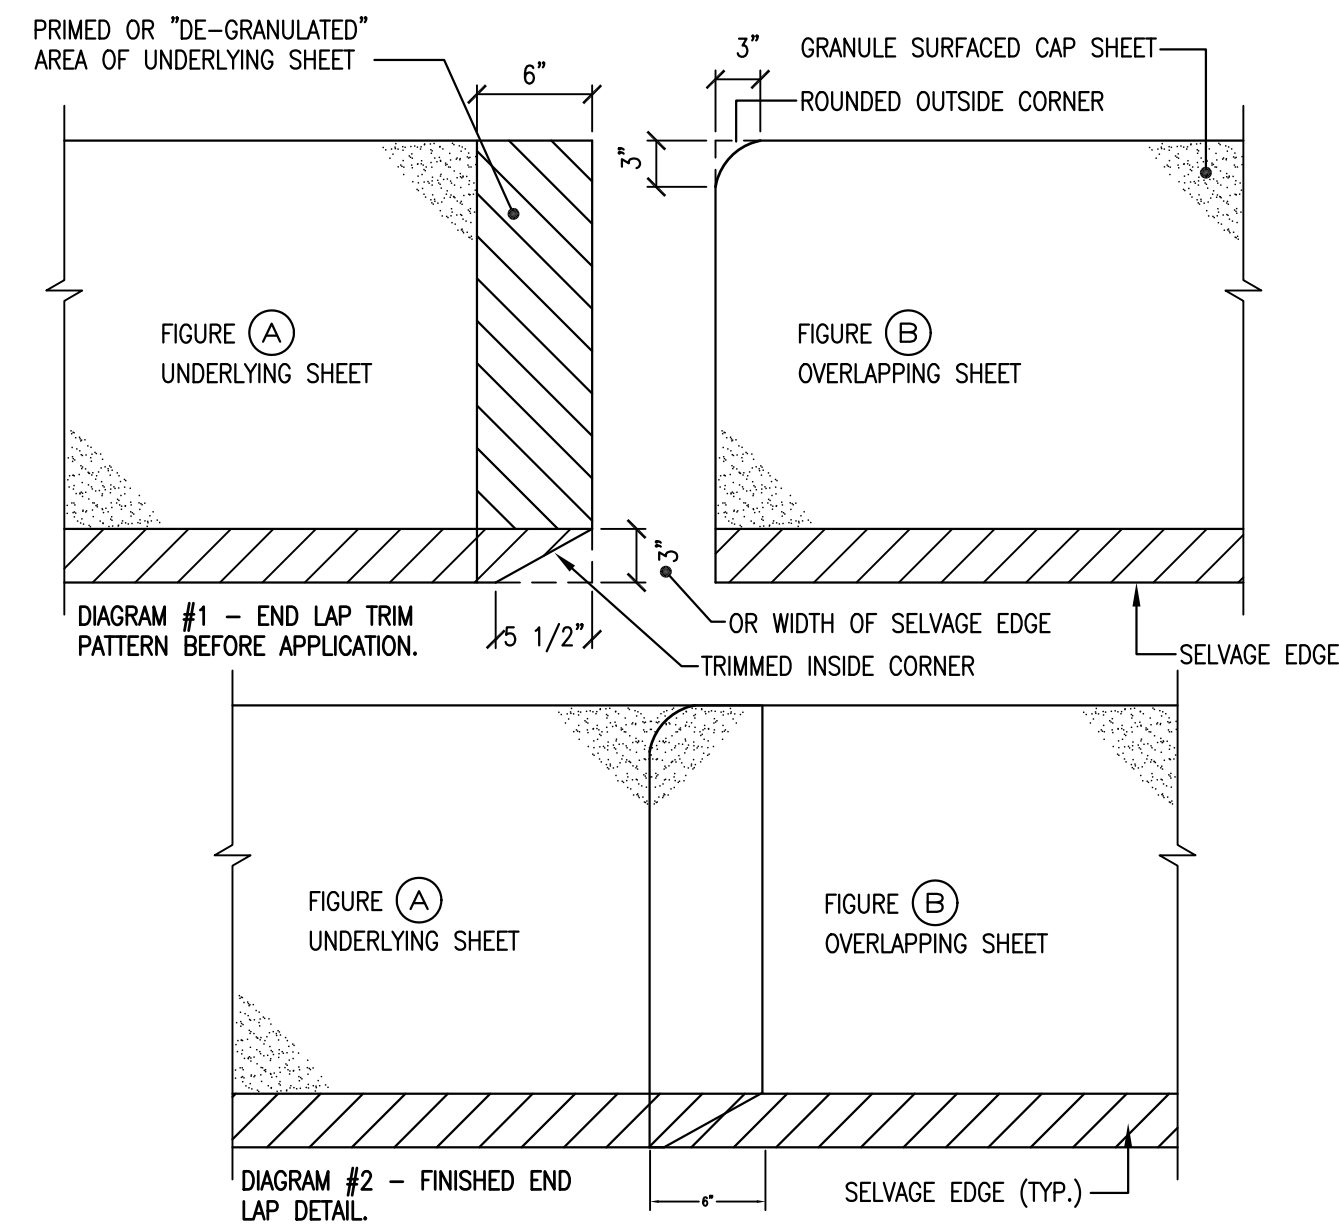 PRIMED OR "DE-GRANULATED"
AREA OF UNDERLYING SHEET
6"
3"
GRANULE SURFACED CAP SHEET
ROUNDED OUTSIDE CORNER
3"
FIGURE A
UNDERLYING SHEET
FIGURE B
OVERLAPPING SHEET
3"
OR WIDTH OF SELVAGE EDGE
5 1/2"
TRIMMED INSIDE CORNER
SELVAGE EDGE
DIAGRAM #1 - END LAP TRIM
PATTERN BEFORE APPLICATION.
FIGURE A
UNDERLYING SHEET
FIGURE B
OVERLAPPING SHEET
DIAGRAM #2 - FINISHED END
LAP DETAIL.
6"
SELVAGE EDGE (TYP.)